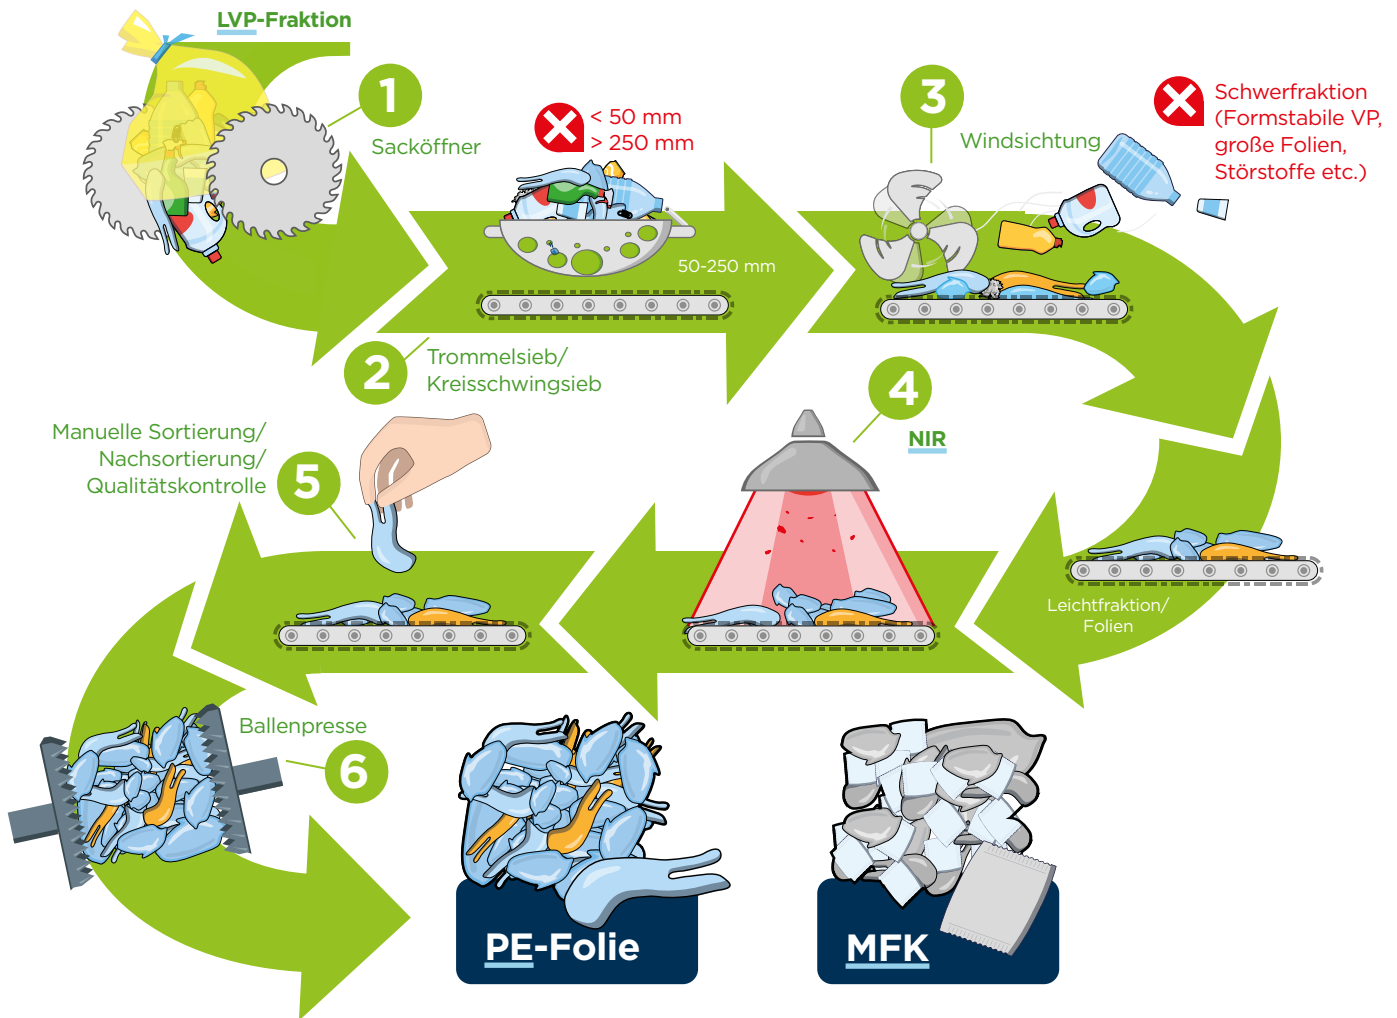 LVP-Fraktion
1
Sacköffner
< 50 mm
> 250 mm
50-250 mm
2
Trommelsieb/
Kreisschwingsieb
3
Windsichtung
Schwerfraktion
(Formstabile VP,
große Folien,
Störstoffe etc.)
Leichtfraktion/
Folien
4
NIR
Manuelle Sortierung/
Nachsortierung/
Qualitätskontrolle
5
Ballenpresse
6
PE-Folie
MFK